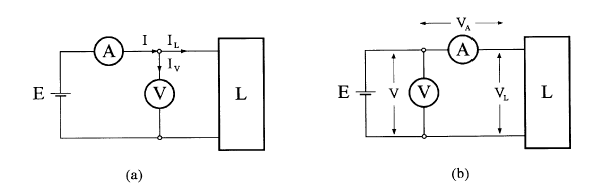 A I I_L
I_V
E V L
(a)
V_A
A
E V V V_L L
(b)